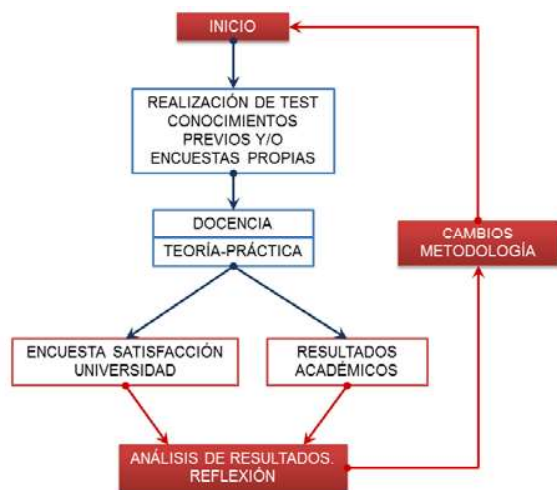 INICIO
REALIZACIÓN DE TEST
CONOCIMIENTOS
PREVIOS Y/O
ENCUESTAS PROPIAS
DOCENCIA
TEORÍA-PRÁCTICA
CAMBIOS
METODOLOGÍA
ENCUESTA SATISFACCIÓN
UNIVERSIDAD
RESULTADOS
ACADÉMICOS
ANÁLISIS DE RESULTADOS.
REFLEXIÓN